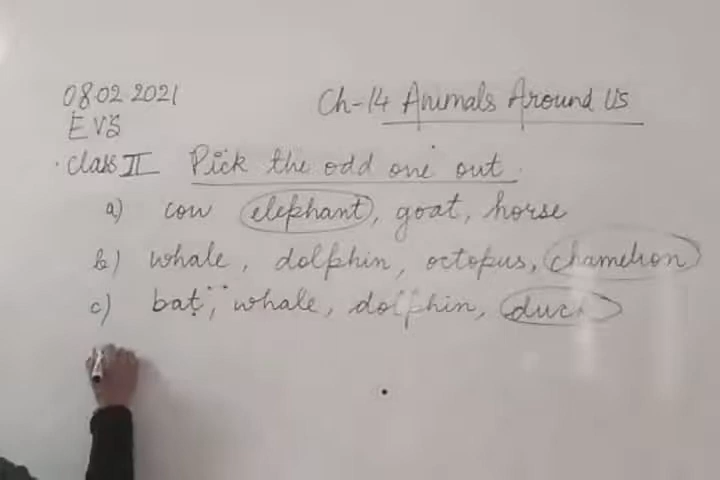 08.02.2021
Ch-14 Animals Around Us
EVS
Class II Pick the odd one out.
a) cow elephant, goat, horse
b) whale, dolphin, octopus, chamelion
c) bat, whale, dolphin, duck